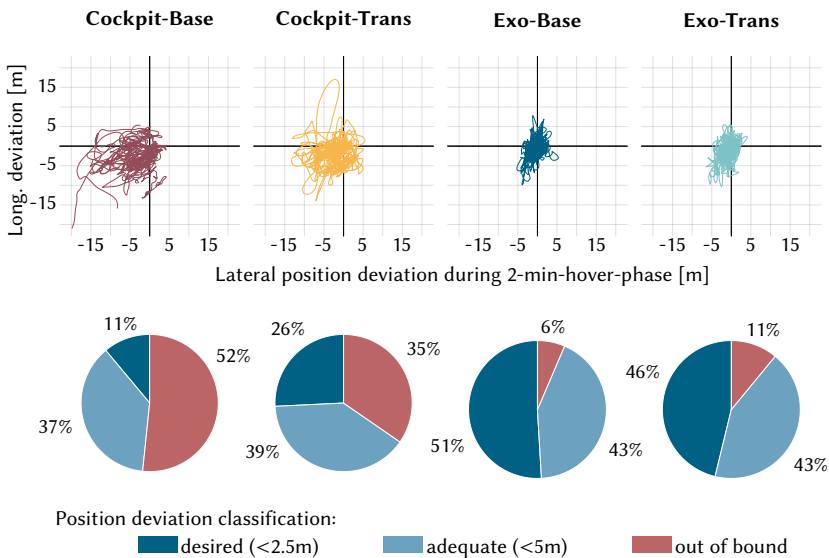 Cockpit-Base Cockpit-Trans Exo-Base Exo-Trans
Long. deviation [m]
15
5
-5
-15
-15 -5 5 15 -15 -5 5 15 -15 -5 5 15 -15 -5 5 15
Lateral position deviation during 2-min-hover-phase [m]
11% 52% 37%
26% 35% 39%
6% 51% 43%
11% 46% 43%
Position deviation classification:
desired (<2.5m) adequate (<5m) out of bound